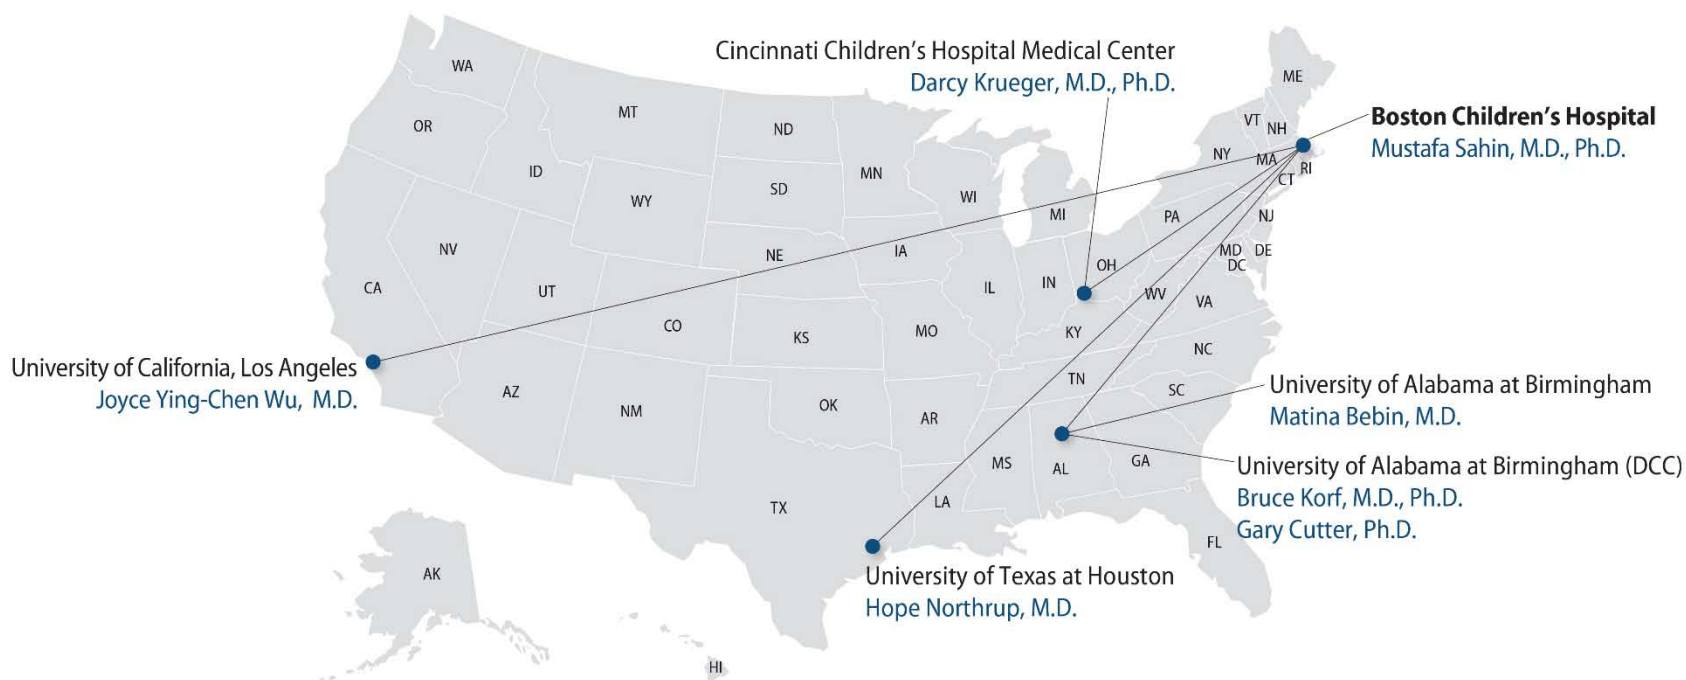 Cincinnati Children's Hospital Medical Center
Darcy Krueger, M.D., Ph.D.
Boston Children's Hospital
Mustafa Sahin, M.D., Ph.D.
University of California, Los Angeles
Joyce Ying-Chen Wu, M.D.
University of Alabama at Birmingham
Matina Bebin, M.D.
University of Alabama at Birmingham (DCC)
Bruce Korf, M.D., Ph.D.
Gary Cutter, Ph.D.
University of Texas at Houston
Hope Northrup, M.D.
WA
OR
ID
MT
ND
MN
SD
WY
NV
CA
UT
CO
NE
IA
WI
MI
IL
IN
OH
KS
MO
KY
WV
VA
PA
NY
VT
NH
ME
MA
RI
CT
NJ
MD
DE
DC
AZ
NM
OK
AR
TN
NC
SC
MS
AL
GA
LA
TX
FL
AK
HI